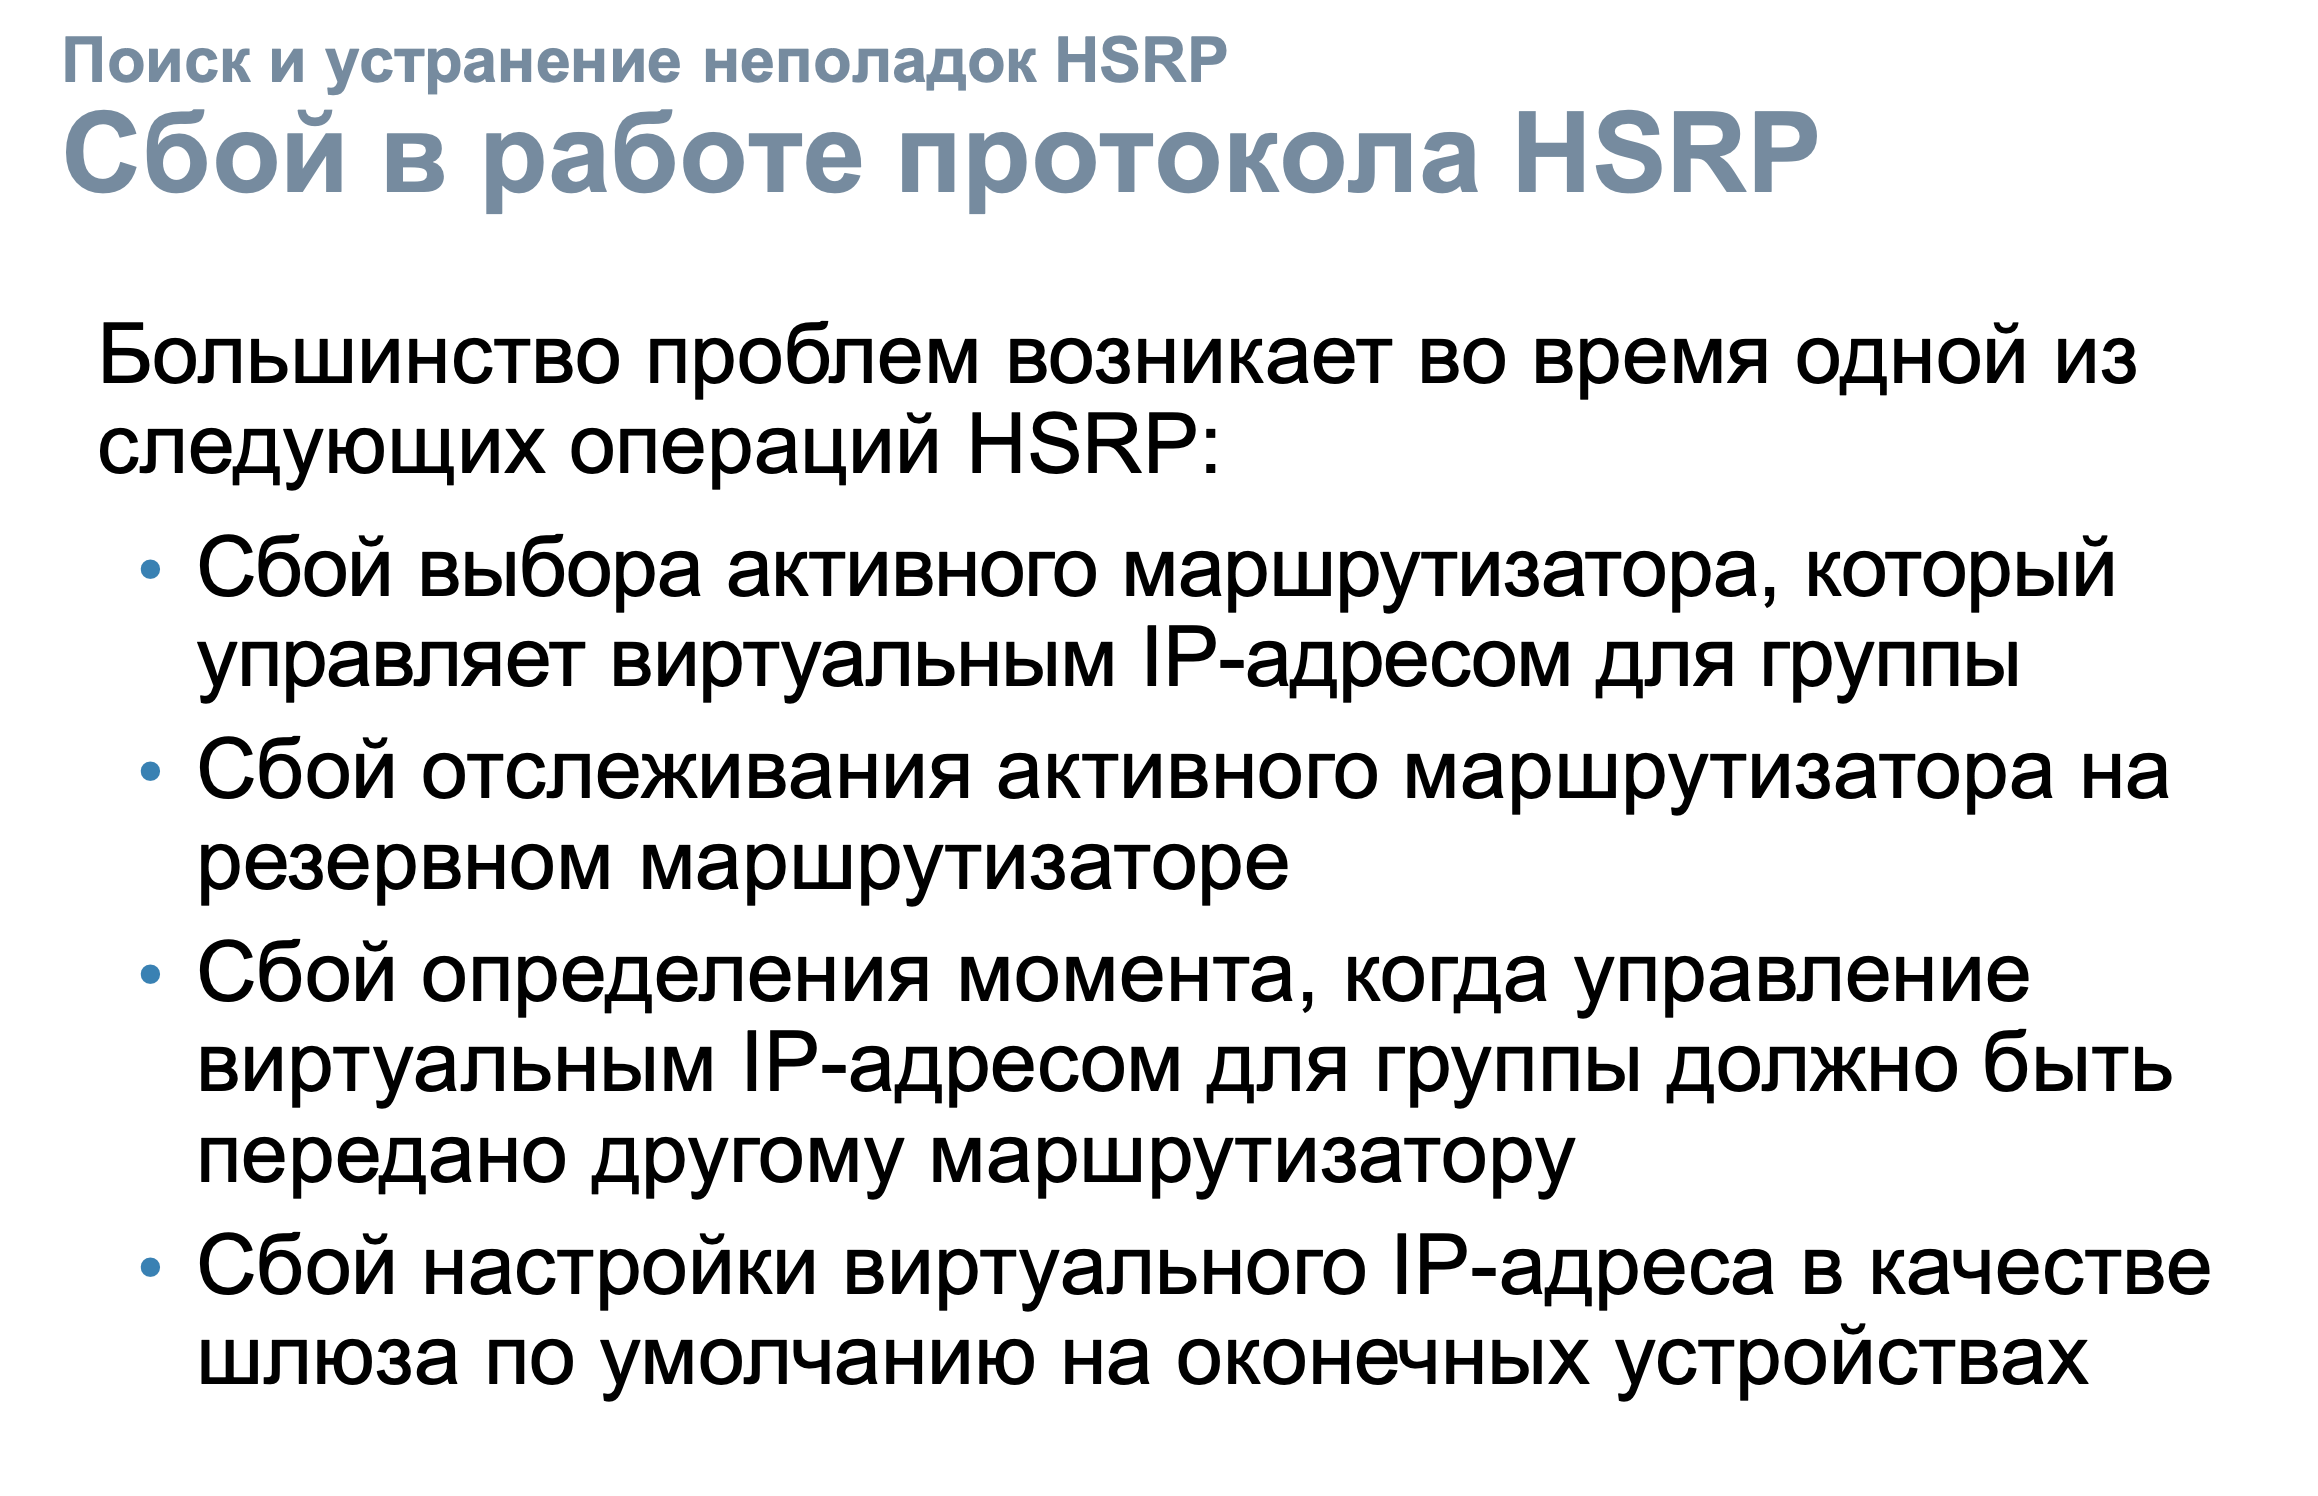 Поиск и устранение неполадок HSRP
Сбой в работе протокола HSRP
Большинство проблем возникает во время одной из
следующих операций HSRP:
• Сбой выбора активного маршрутизатора, который
управляет виртуальным IP-адресом для группы
• Сбой отслеживания активного маршрутизатора на
резервном маршрутизаторе
• Сбой определения момента, когда управление
виртуальным IP-адресом для группы должно быть
передано другому маршрутизатору
• Сбой настройки виртуального IP-адреса в качестве
шлюза по умолчанию на оконечных устройствах